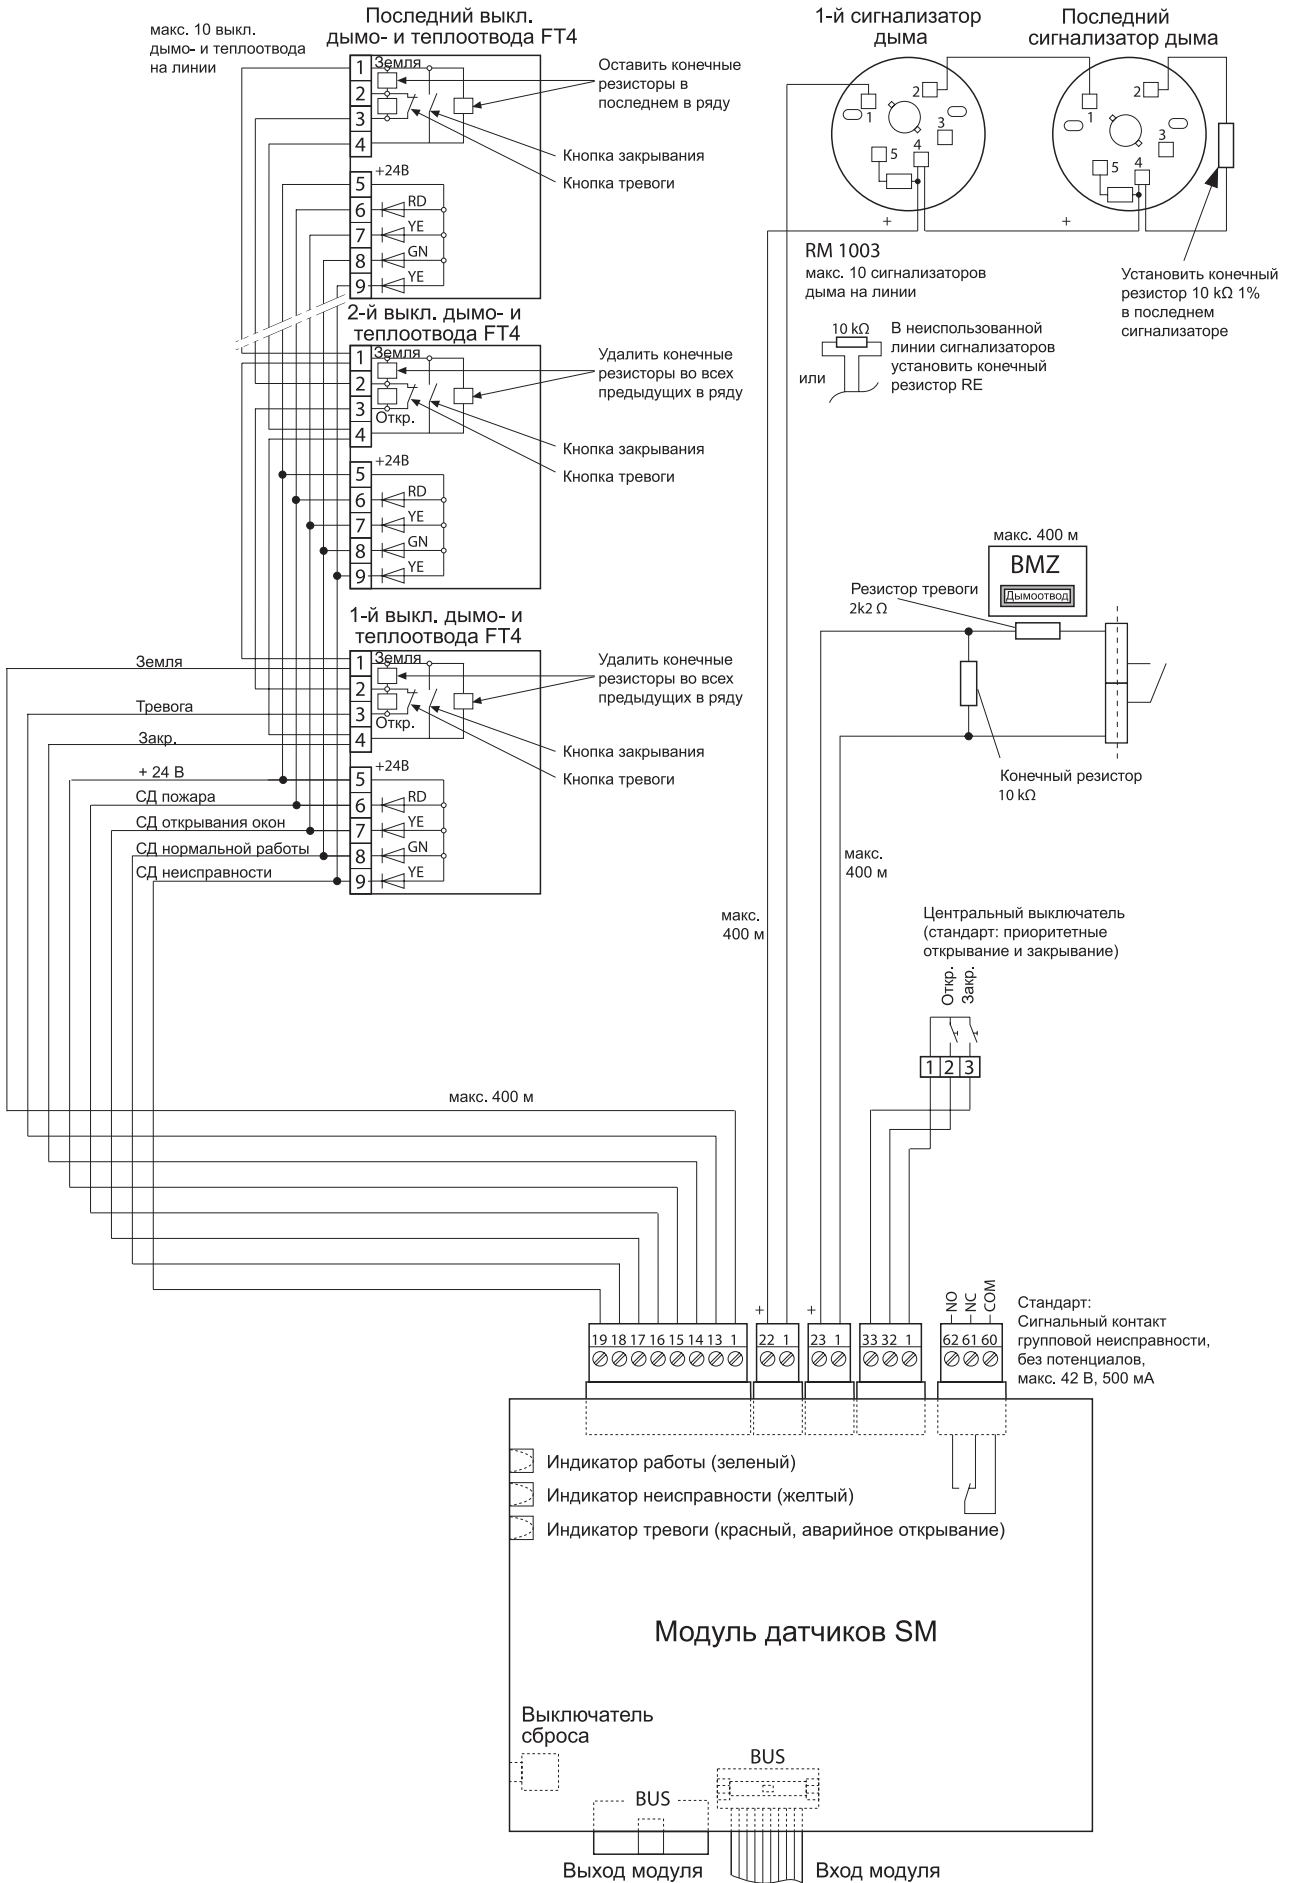 макс. 10 выкл.
дымо- и теплоотвода
на линии
Последний выкл.
дымо- и теплоотвода FT4
1
2
3
4
5
6
7
8
9
Земля
+24В
RD
YE
GN
YE
Оставить конечные
резисторы в
последнем в ряду
Кнопка закрывания
Кнопка тревоги
2-й выкл. дымо- и
теплоотвода FT4
1
2
3
4
5
6
7
8
9
Земля
Откр.
+24В
RD
YE
GN
YE
Удалить конечные
резисторы во всех
предыдущих в ряду
Кнопка закрывания
Кнопка тревоги
1-й выкл. дымо- и
теплоотвода FT4
1
2
3
4
5
6
7
8
9
Земля
Откр.
+24В
RD
YE
GN
YE
Удалить конечные
резисторы во всех
предыдущих в ряду
Кнопка закрывания
Кнопка тревоги
Земля
Тревога
Закр.
+ 24 В
СД пожара
СД открывания окон
СД нормальной работы
СД неисправности
1-й сигнализатор
дыма
1
2
3
4
5
+
Последний
сигнализатор дыма
1
2
3
4
5
+
RM 1003
макс. 10 сигнализаторов
дыма на линии
Установить конечный
резистор 10 kΩ 1%
в последнем
сигнализаторе
10 kΩ
или
В неиспользованной
линии сигнализаторов
установить конечный
резистор RE
макс. 400 м
BMZ
Дымоотвод
Резистор тревоги
2k2 Ω
Конечный резистор
10 kΩ
макс.
400 м
макс.
400 м
Центральный выключатель
(стандарт: приоритетные
открывание и закрывание)
Откр.
Закр.
1 2 3
макс. 400 м
+
+
NO
NC
COM
19 18 17 16 15 14 13 1
22 1
23 1
33 32 1
62 61 60
Стандарт:
Сигнальный контакт
групповой неисправности,
без потенциалов,
макс. 42 В, 500 мА
Индикатор работы (зеленый)
Индикатор неисправности (желтый)
Индикатор тревоги (красный, аварийное открывание)
Модуль датчиков SM
Выключатель
сброса
BUS
BUS
Выход модуля
Вход модуля